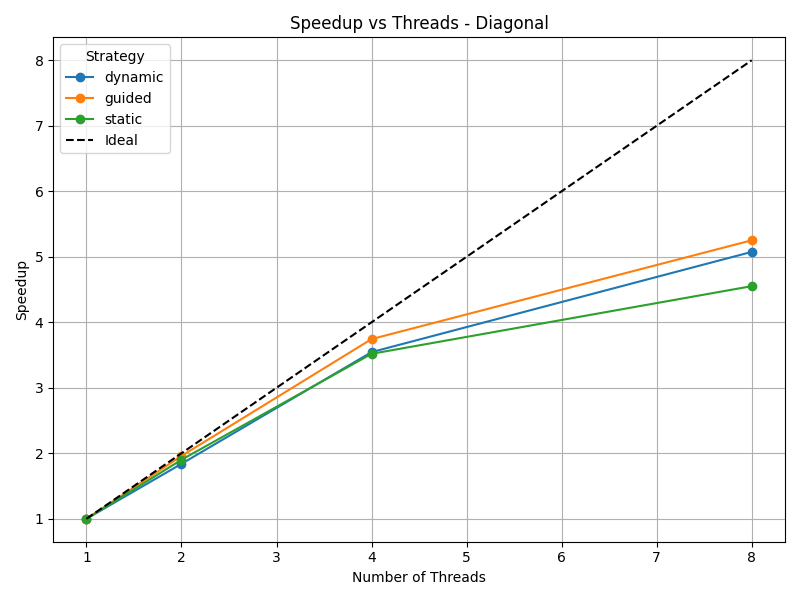 Speedup vs Threads - Diagonal
Strategy
dynamic
guided
static
Ideal
Speedup
8
7
6
5
4
3
2
1
1 2 3 4 5 6 7 8
Number of Threads